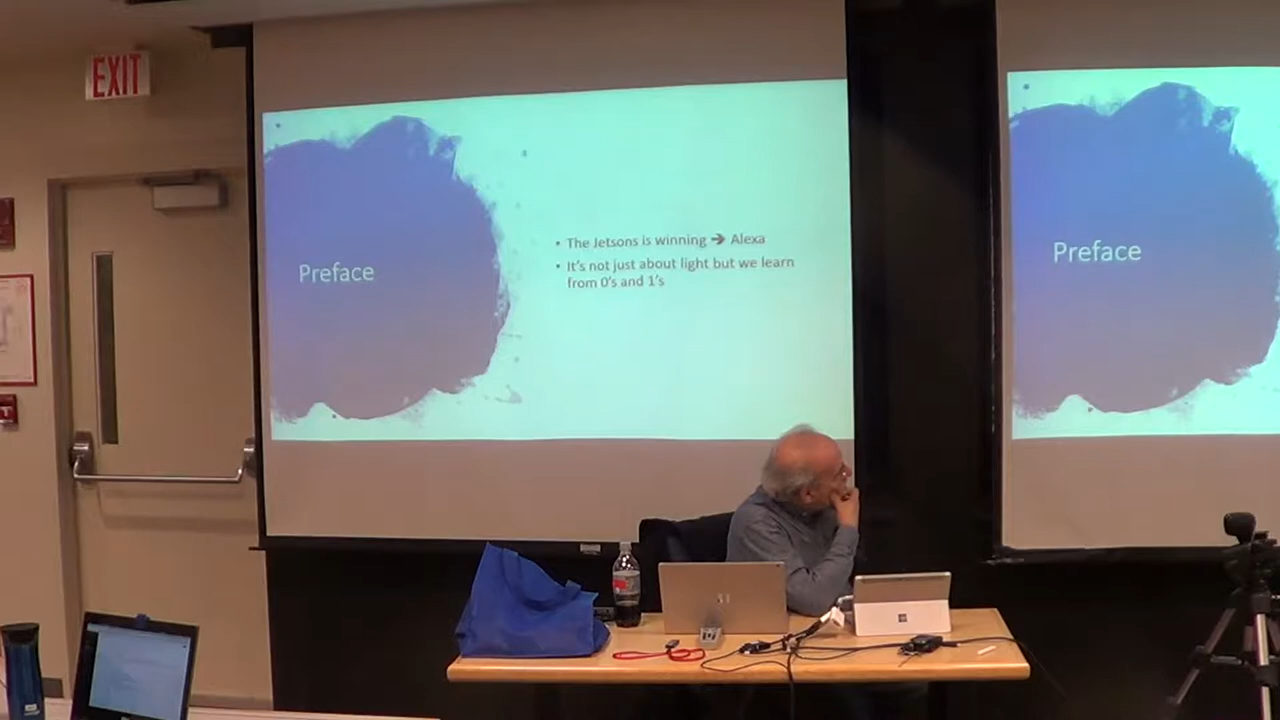 EXIT
Preface
• The Jetsons is winning ➔ Alexa
• It's not just about light but we learn
from 0's and 1's
Preface